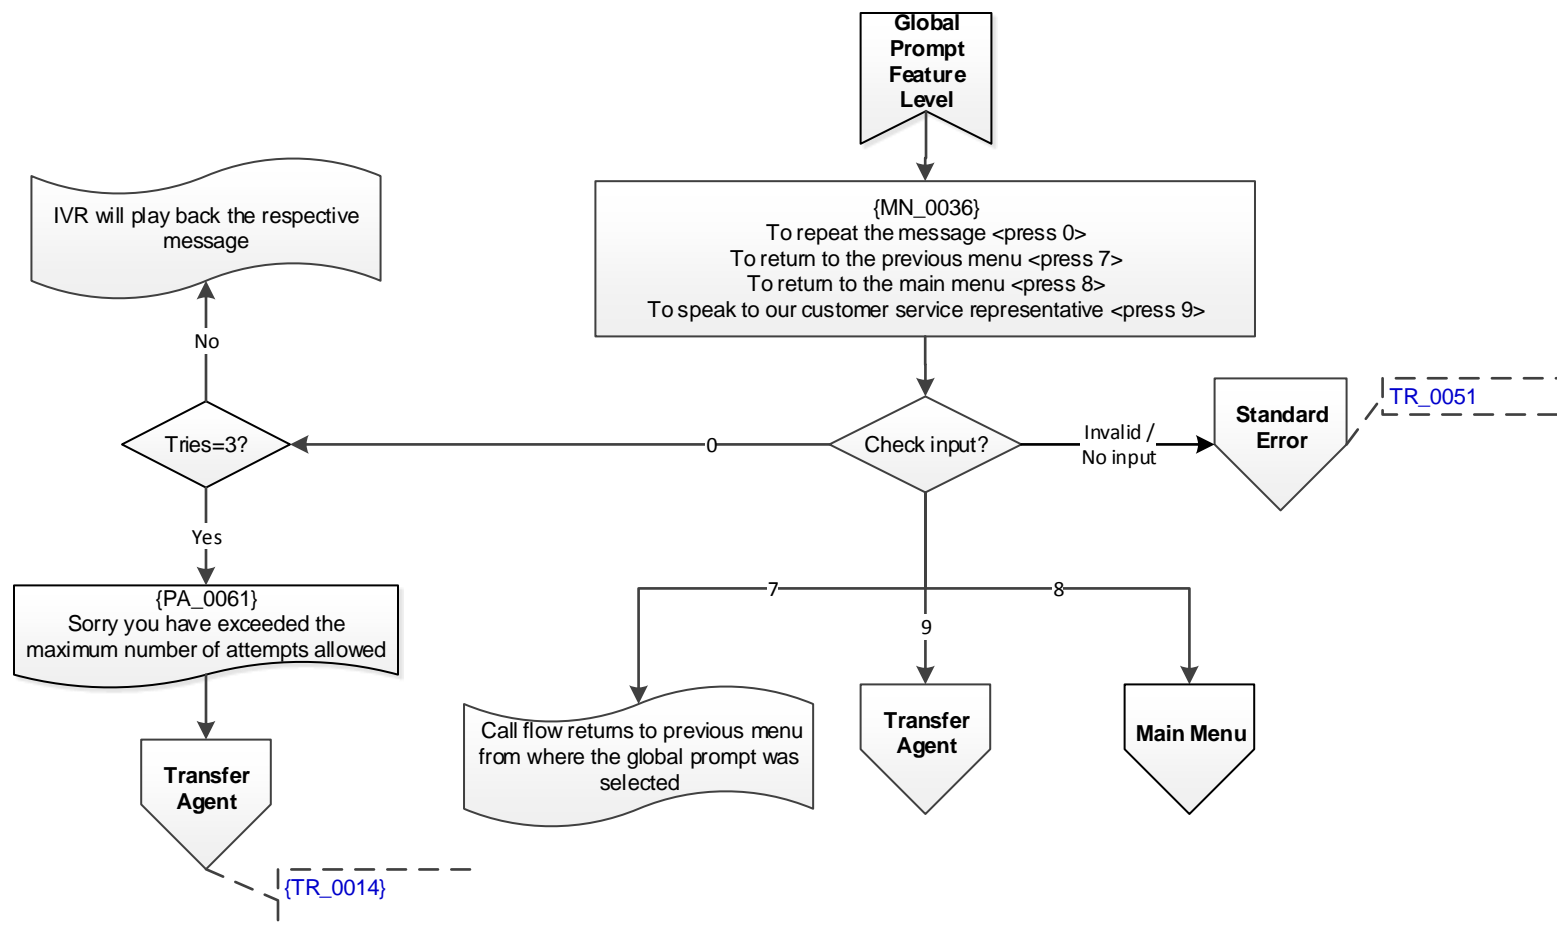 Global
Prompt
Feature
Level
{MN_0036}
To repeat the message <press 0>
To return to the previous menu <press 7>
To return to the main menu <press 8>
To speak to our customer service representative <press 9>
IVR will play back the respective
message
No
Tries=3?
0
Check input?
Invalid /
No input
Standard
Error
TR_0051
Yes
{PA_0061}
Sorry you have exceeded the
maximum number of attempts allowed
7
9
8
Call flow returns to previous menu
from where the global prompt was
selected
Transfer
Agent
Main Menu
Transfer
Agent
{TR_0014}